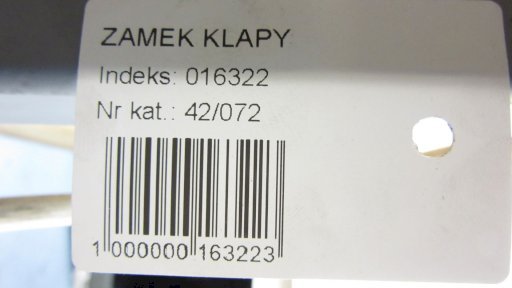 ZAMEK KLAPY
Indeks: 016322
Nr kat.: 42/072
1 000000 163223